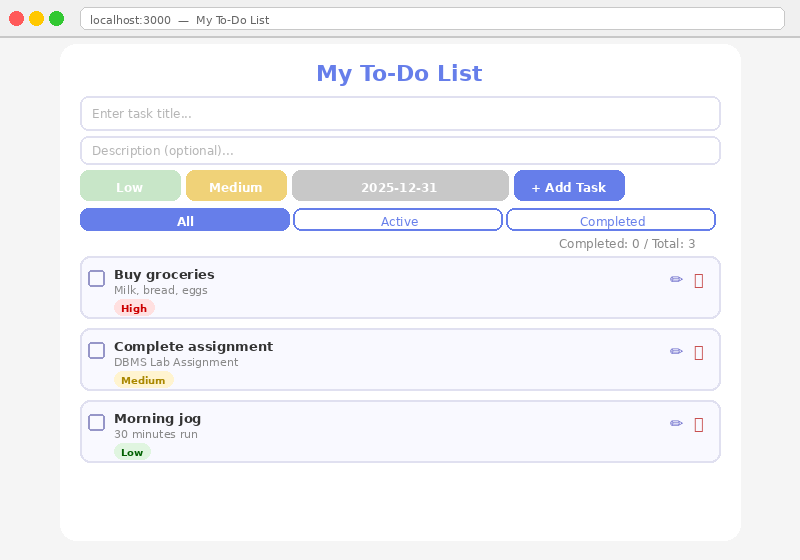 localhost:3000 — My To-Do List
My To-Do List
Enter task title...
Description (optional)...
Low Medium 2025-12-31 + Add Task
All Active Completed
Completed: 0 / Total: 3
Buy groceries
Milk, bread, eggs
High
Complete assignment
DBMS Lab Assignment
Medium
Morning jog
30 minutes run
Low